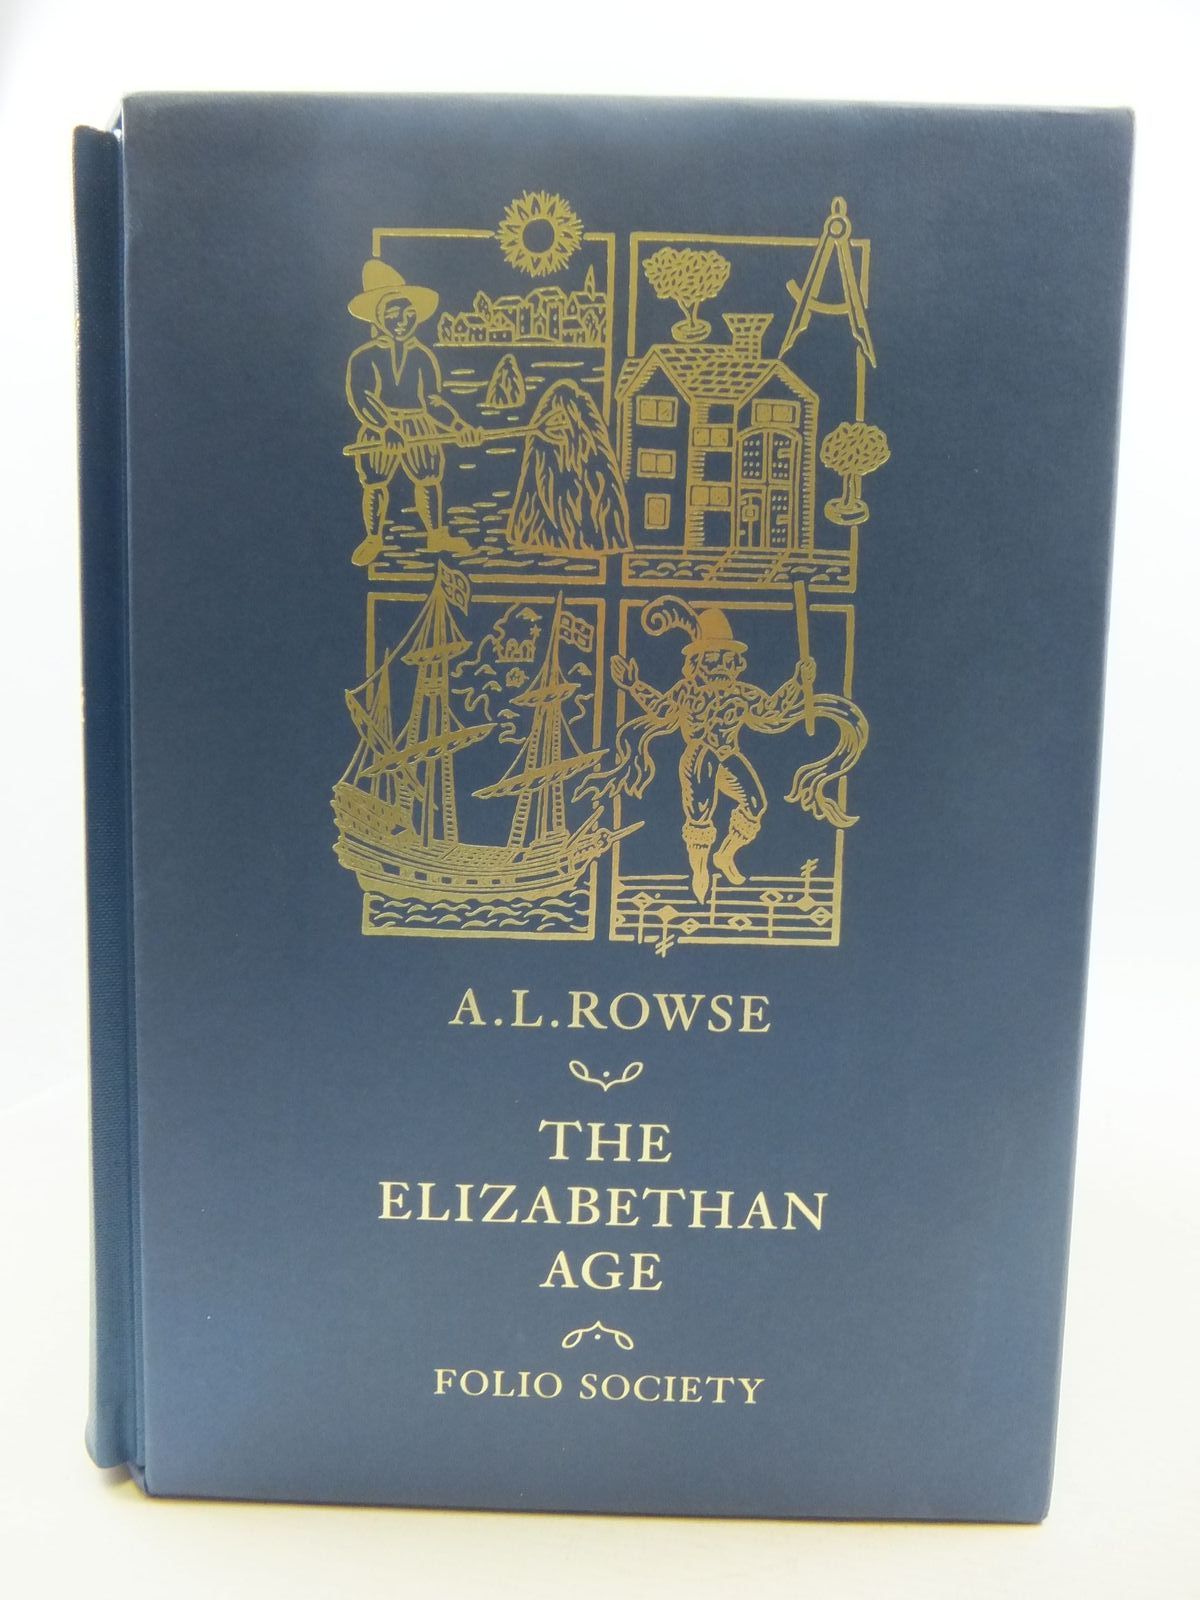 A.L.ROWSE
THE
ELIZABETHAN
AGE
FOLIO SOCIETY